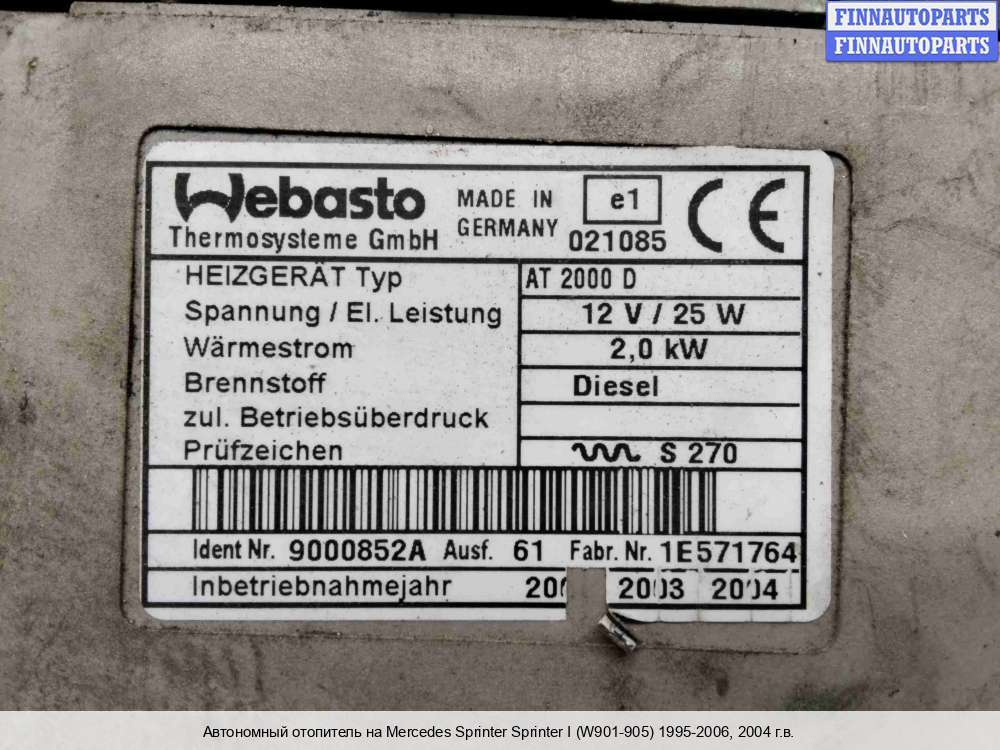 FINNAUTOPARTS
FINNAUTOPARTS
Webasto
Thermosysteme GmbH
MADE IN
GERMANY
e1
021085
CE
HEIZGERÄT Typ AT 2000 D
Spannung / El. Leistung 12 V / 25 W
Wärmestrom 2,0 kW
Brennstoff Diesel
zul. Betriebsüberdruck
Prüfzeichen S 270
Ident Nr. 9000852A Ausf. 61 Fabr. Nr. 1E571764
Inbetriebnahmejahr 2003 2004
Автономный отопитель на Mercedes Sprinter Sprinter I (W901-905) 1995-2006, 2004 г.в.